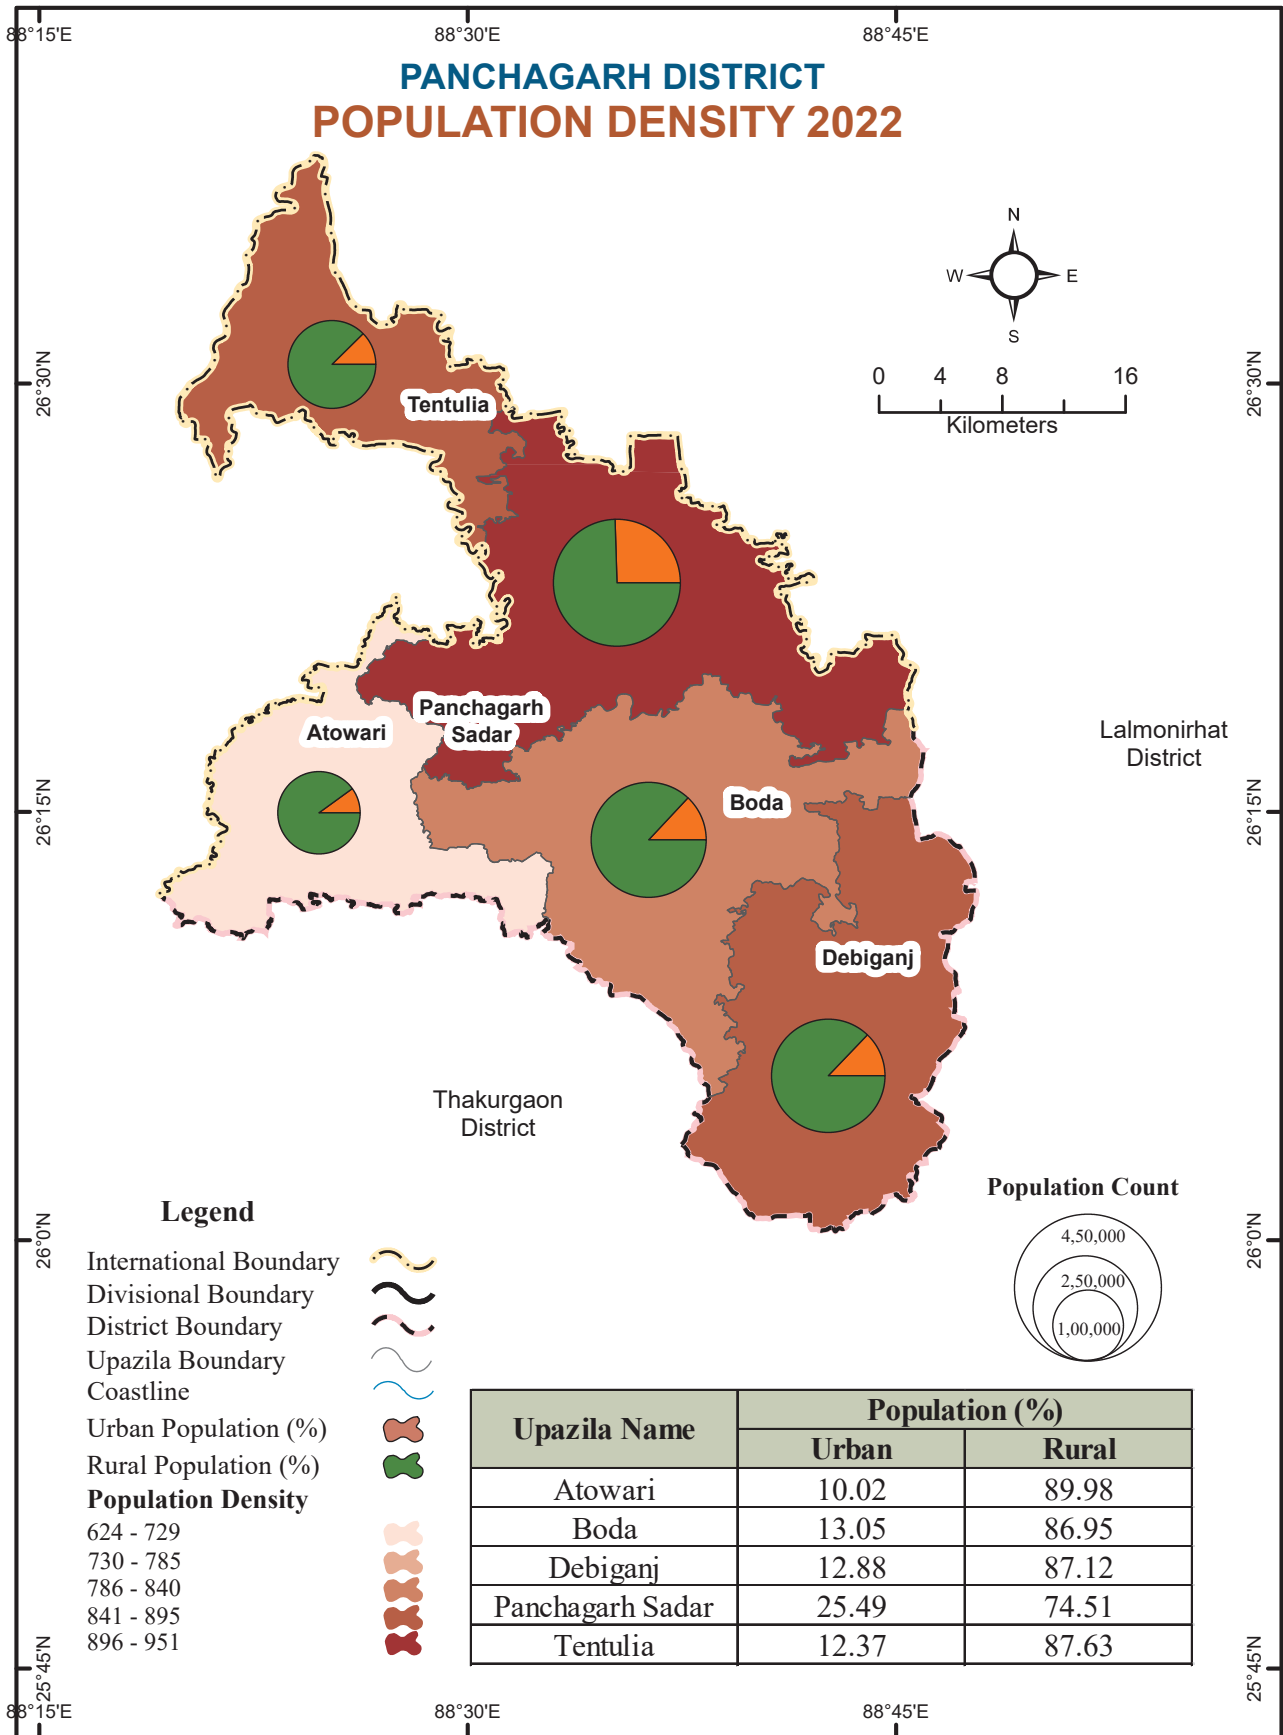 88°15'E 88°30'E 88°45'E
PANCHAGARH DISTRICT
POPULATION DENSITY 2022
N
W E
S
0 4 8 16
Kilometers
26°30'N 26°30'N
Tentulia
Panchagarh
Sadar
Atowari
Lalmonirhat
District
Boda
26°15'N 26°15'N
Debiganj
Thakurgaon
District
Population Count
4,50,000
2,50,000
1,00,000
26°0'N 26°0'N
Legend
International Boundary
Divisional Boundary
District Boundary
Upazila Boundary
Coastline
Urban Population (%)
Rural Population (%)
Population Density
624 - 729
730 - 785
786 - 840
841 - 895
896 - 951
Upazila Name Population (%)
Urban Rural
Atowari 10.02 89.98
Boda 13.05 86.95
Debiganj 12.88 87.12
Panchagarh Sadar 25.49 74.51
Tentulia 12.37 87.63
25°45'N 25°45'N
88°15'E 88°30'E 88°45'E